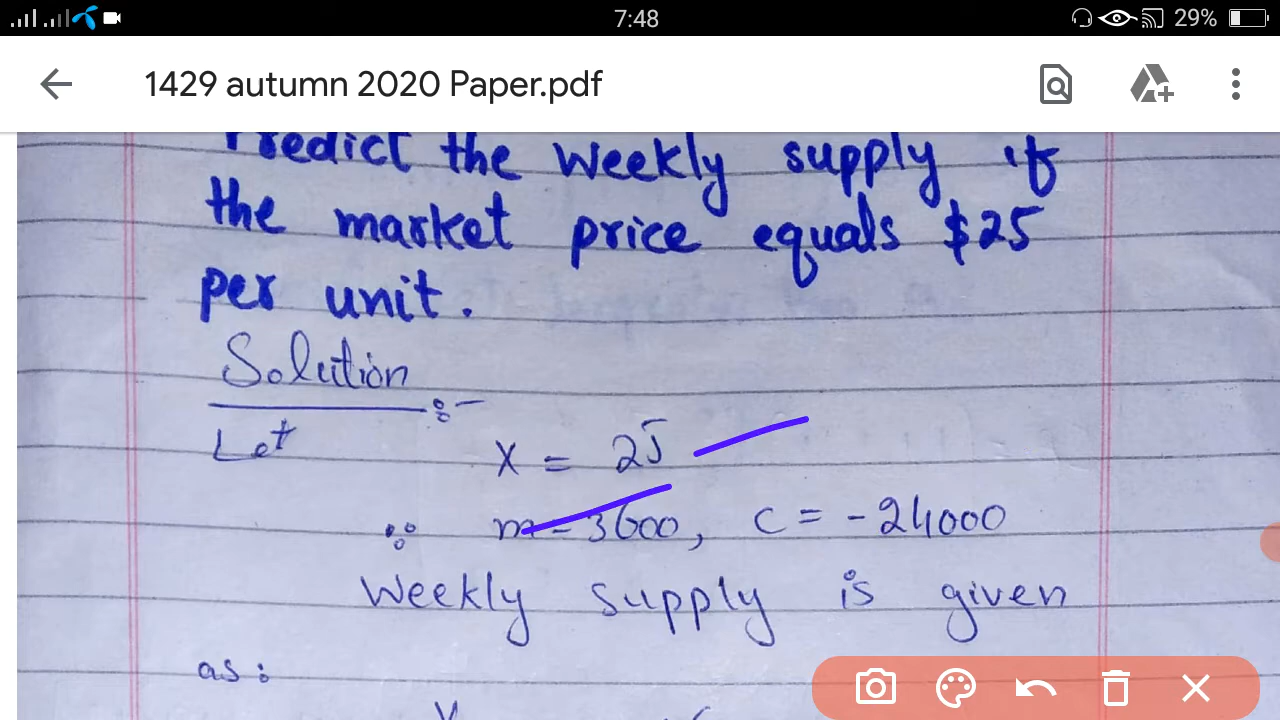 7:48
29%
1429 autumn 2020 Paper.pdf
Predict the weekly supply if
the market price equals $25
per unit.
Solution :-
Let
X = 25
∵ m = 3600, c = -24000
Weekly supply is given
as :